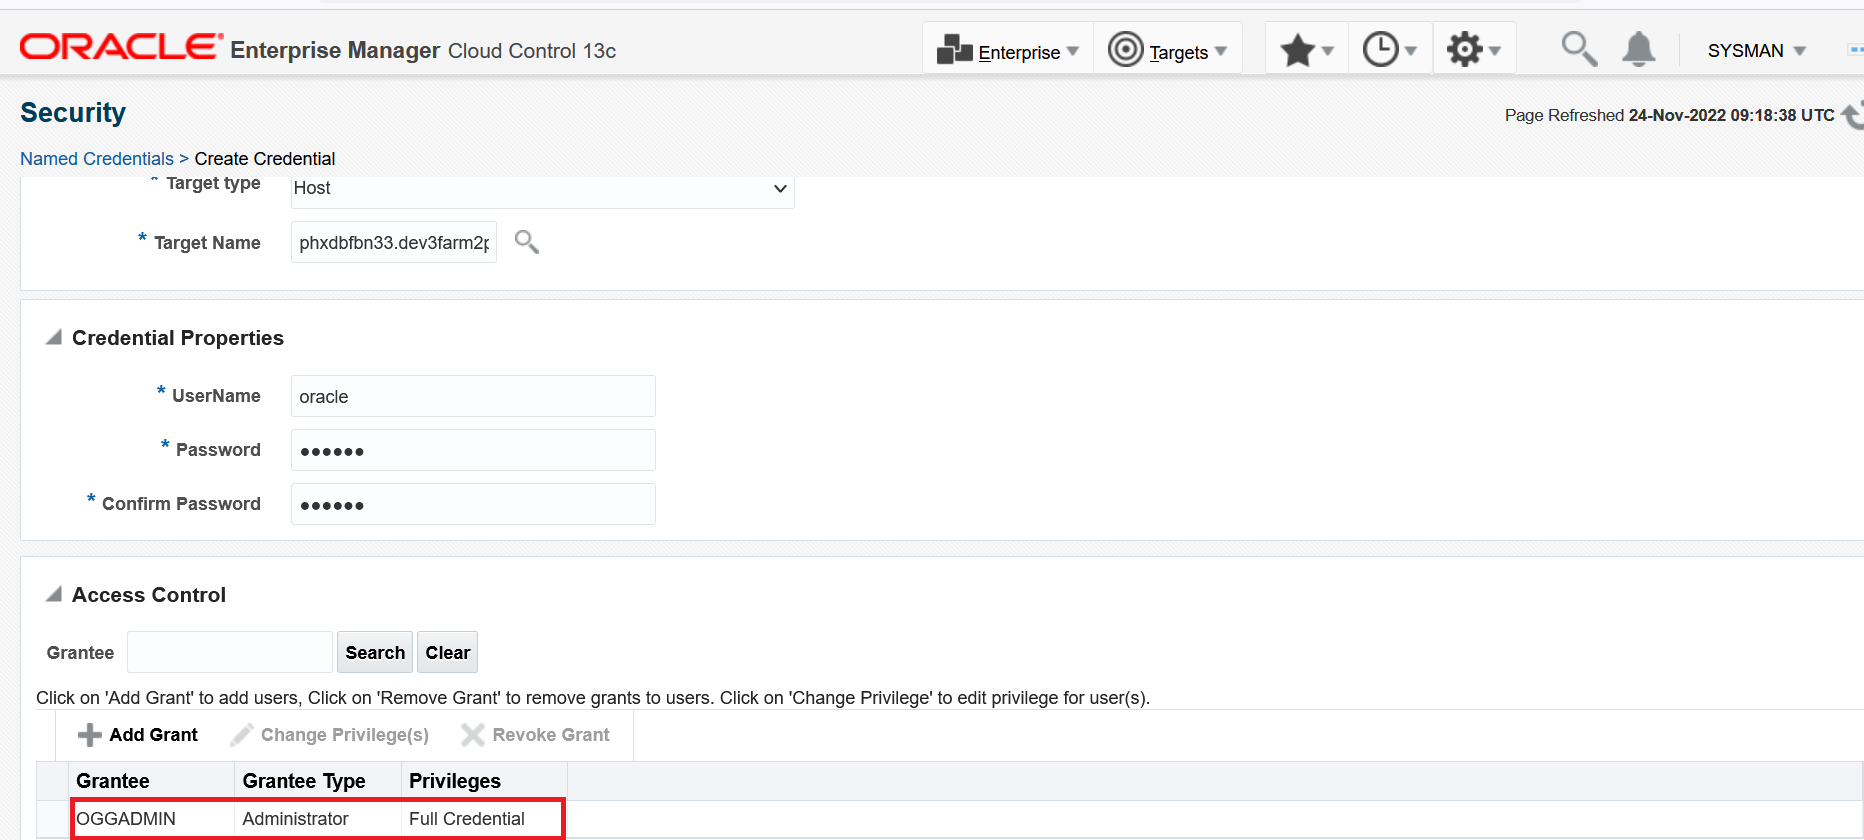 ORACLE Enterprise Manager Cloud Control 13c Enterprise Targets SYSMAN
Security
Page Refreshed 24-Nov-2022 09:18:38 UTC
Named Credentials > Create Credential
* Target type Host
* Target Name phxdbfbn33.dev3farm2p
Credential Properties
* UserName oracle
* Password ••••••
* Confirm Password ••••••
Access Control
Grantee Search Clear
Click on 'Add Grant' to add users, Click on 'Remove Grant' to remove grants to users. Click on 'Change Privilege' to edit privilege for user(s).
Add Grant Change Privilege(s) Revoke Grant
Grantee Grantee Type Privileges
OGGADMIN Administrator Full Credential